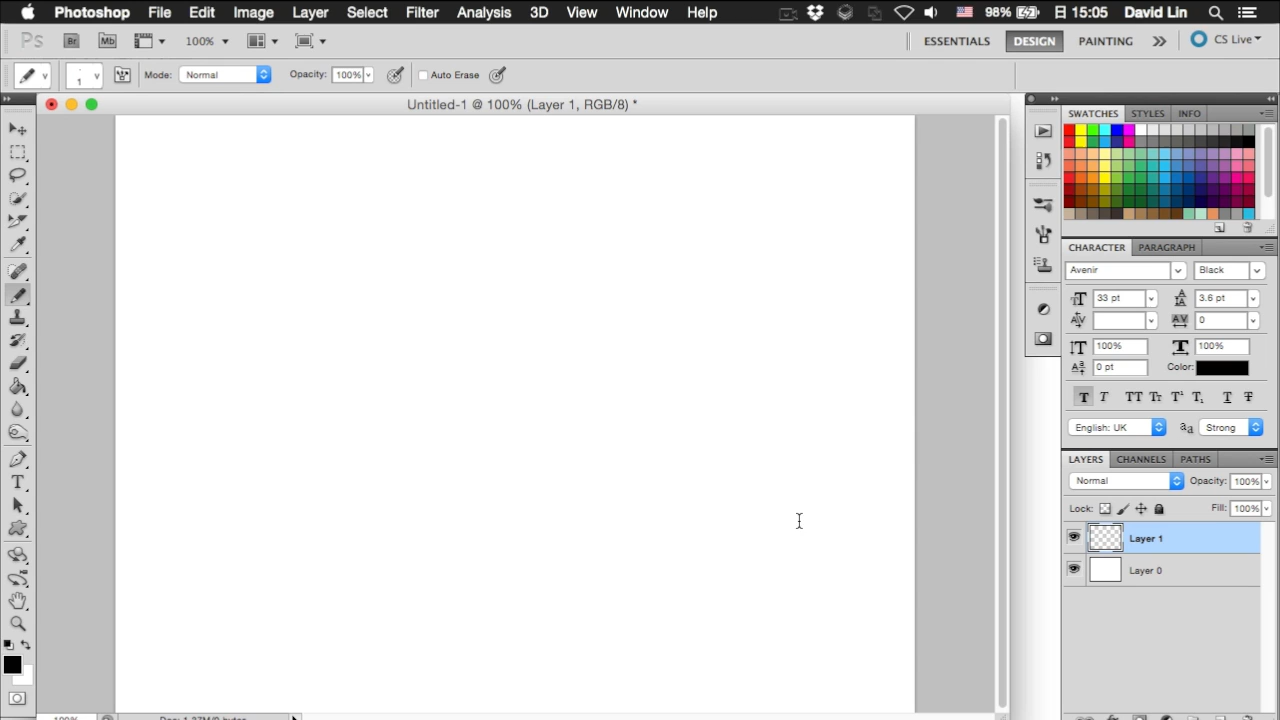 Photoshop File Edit Image Layer Select Filter Analysis 3D View Window Help 98% 日 15:05 David Lin
Ps Br Mb 100% ESSENTIALS DESIGN PAINTING CS Live
1 Mode: Normal Opacity: 100% Auto Erase
Untitled-1 @ 100% (Layer 1, RGB/8) *
SWATCHES STYLES INFO
CHARACTER PARAGRAPH
Avenir Black
33 pt 3.6 pt
0
100% 100%
0 pt Color:
English: UK Strong
LAYERS CHANNELS PATHS
Normal Opacity: 100%
Lock: Fill: 100%
Layer 1
Layer 0